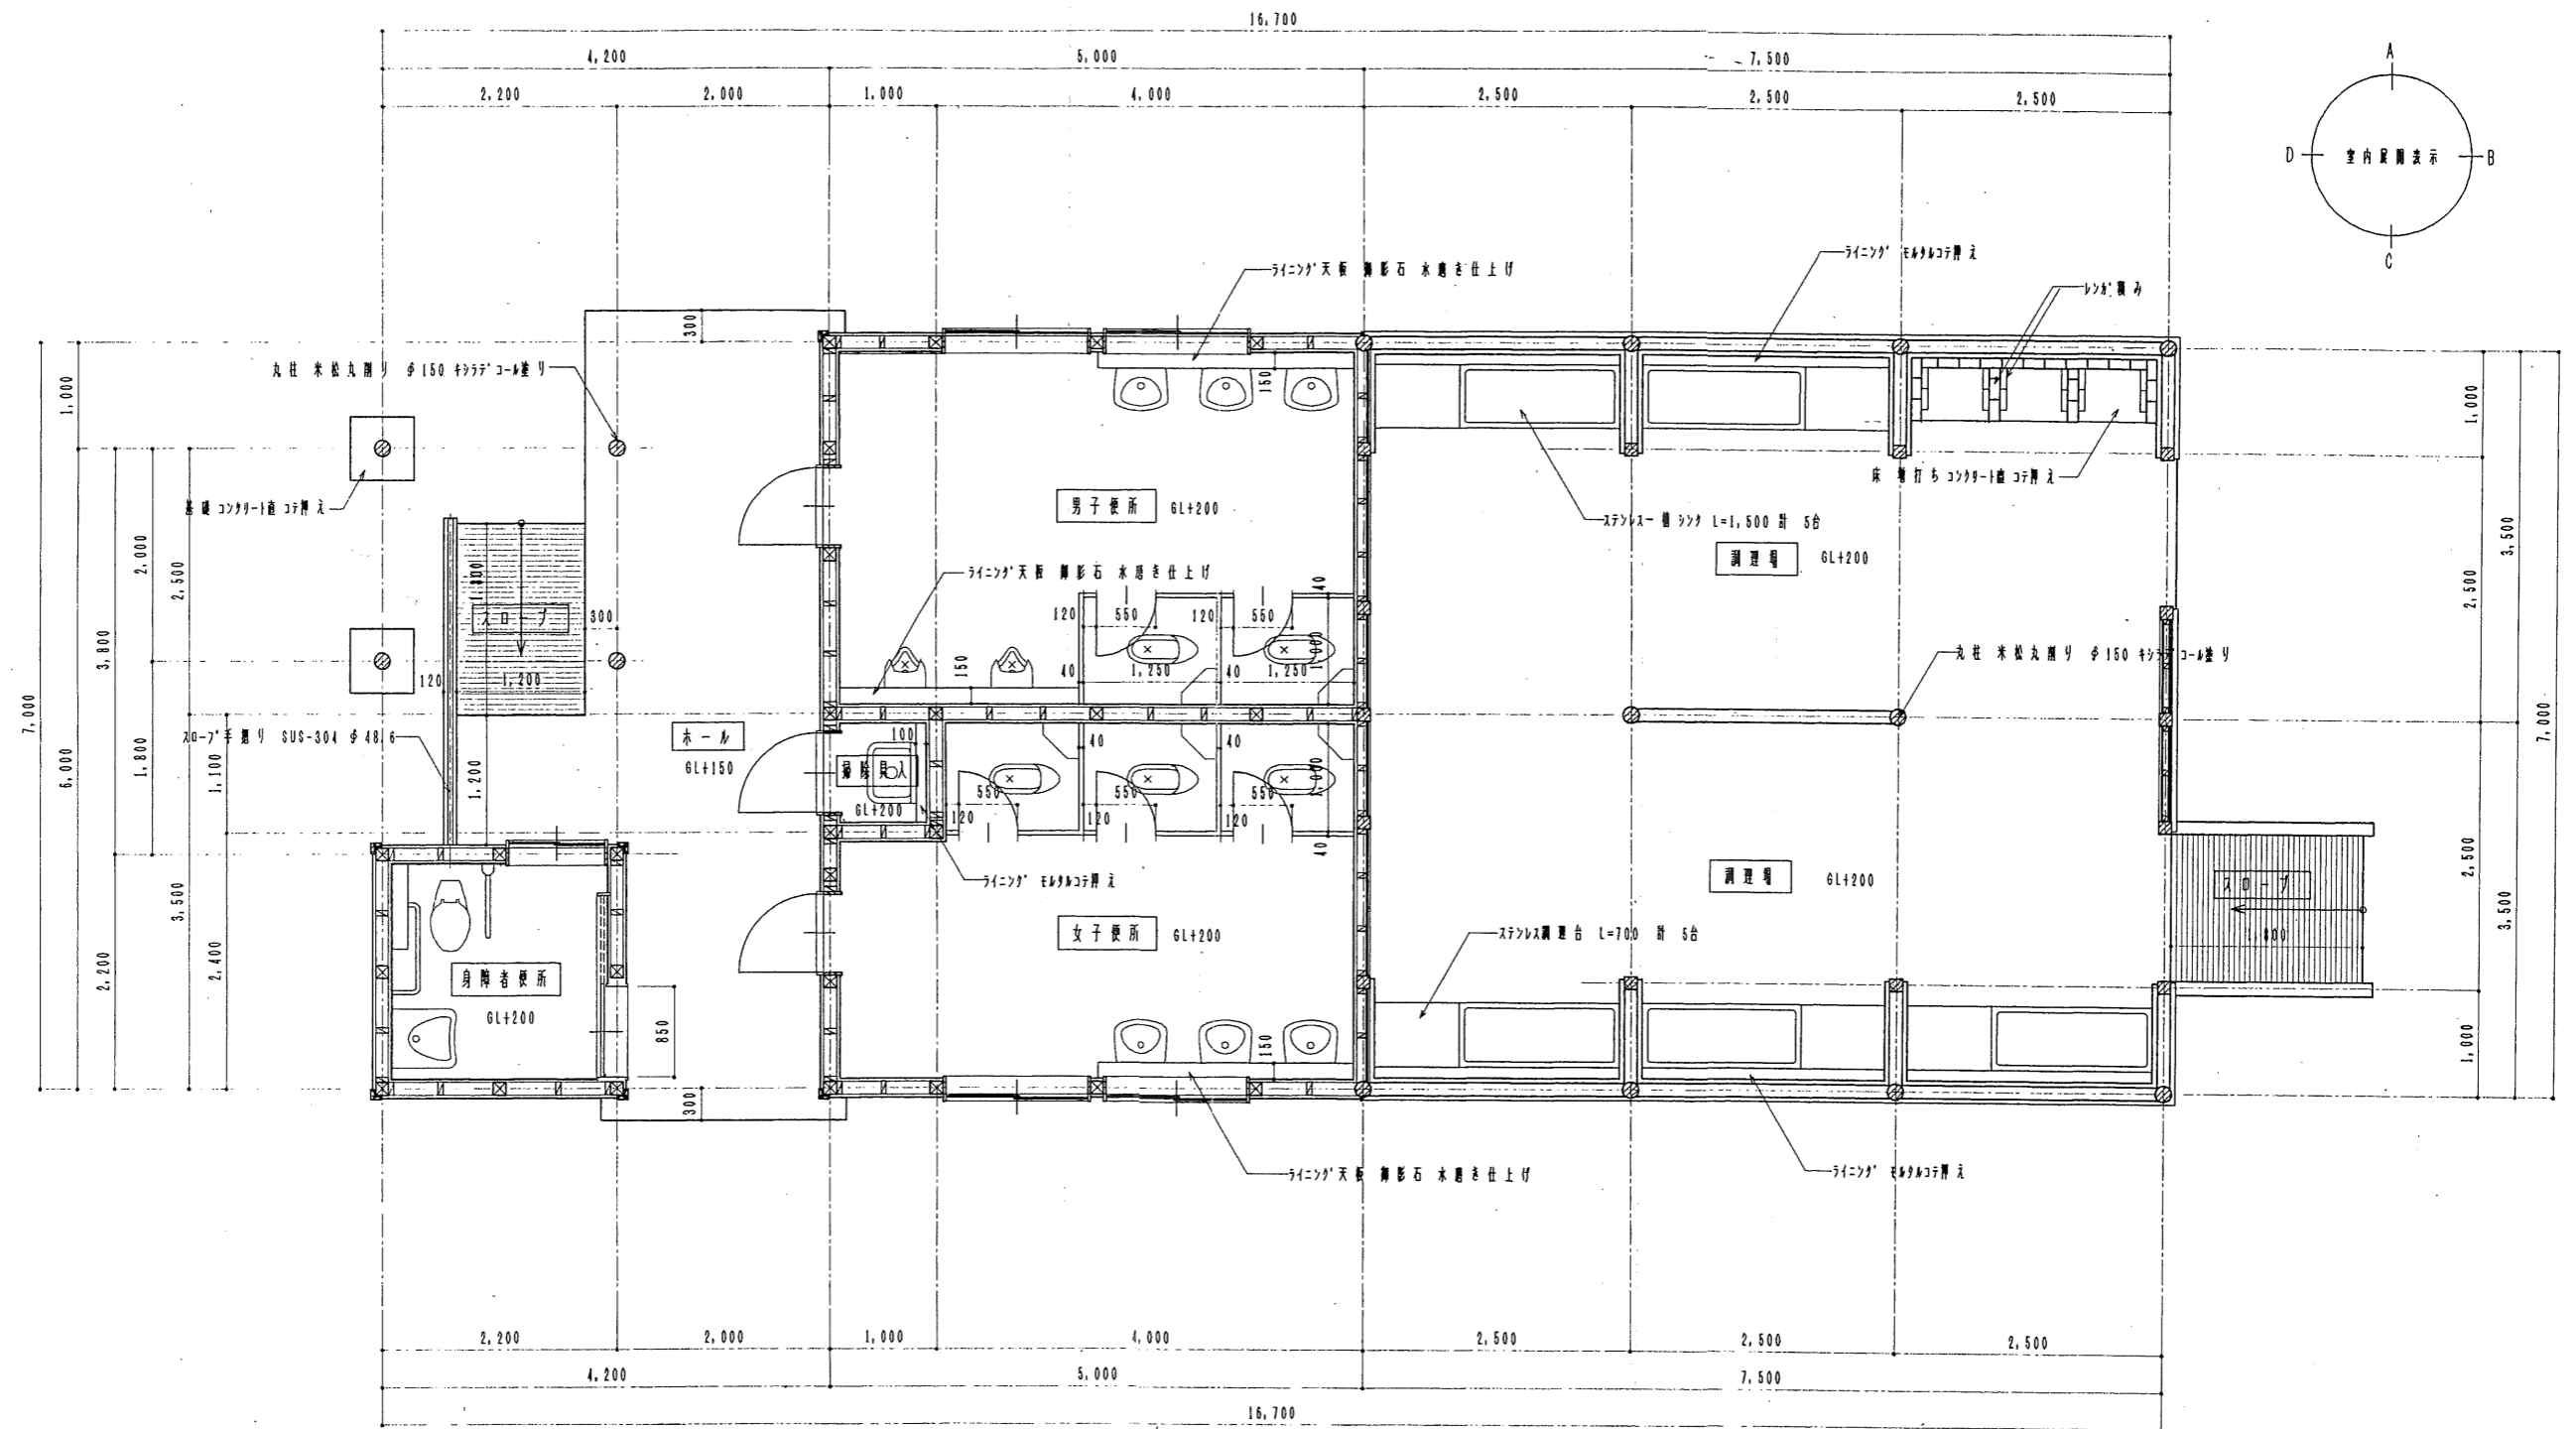 16,700
4,200
5,000
7,500
2,200
2,000
1,000
4,000
2,500
2,500
2,500
A
D
室内展開表示
B
C
ライニング天板 御影石 水磨き仕上げ
ライニング モルタルコテ押え
レンガ積み
300
丸柱 米松丸削り φ150 キシラデコール塗り
150
1,000
1,000
基礎コンクリート直コテ押え
床 増打ちコンクリート直コテ押え
男子便所
GL+200
ステンレス一槽シンク L=1,500 計 5台
調理場
GL+200
3,500
2,000
2,500
ライニング天板 御影石 水磨き仕上げ
スロープ
300
120
550
120
550
40
1,000
2,500
3,800
120
1,200
150
40
1,250
40
1,250
丸柱 米松丸削り φ150 キシラデコール塗り
7,000
6,000
1,800
1,100
スロープ手摺り SUS-304 φ48.6
ホール
GL+150
1,200
100
掃除具入
GL+200
40
40
1,000
550
550
550
120
120
120
40
7,000
ライニング モルタルコテ押え
調理場
GL+200
スロープ
1,800
2,500
3,500
3,500
2,200
2,400
女子便所
GL+200
ステンレス調理台 L=700 計 5台
身障者便所
GL+200
850
150
1,000
300
ライニング天板 御影石 水磨き仕上げ
ライニング モルタルコテ押え
2,200
2,000
1,000
4,000
2,500
2,500
2,500
4,200
5,000
7,500
16,700